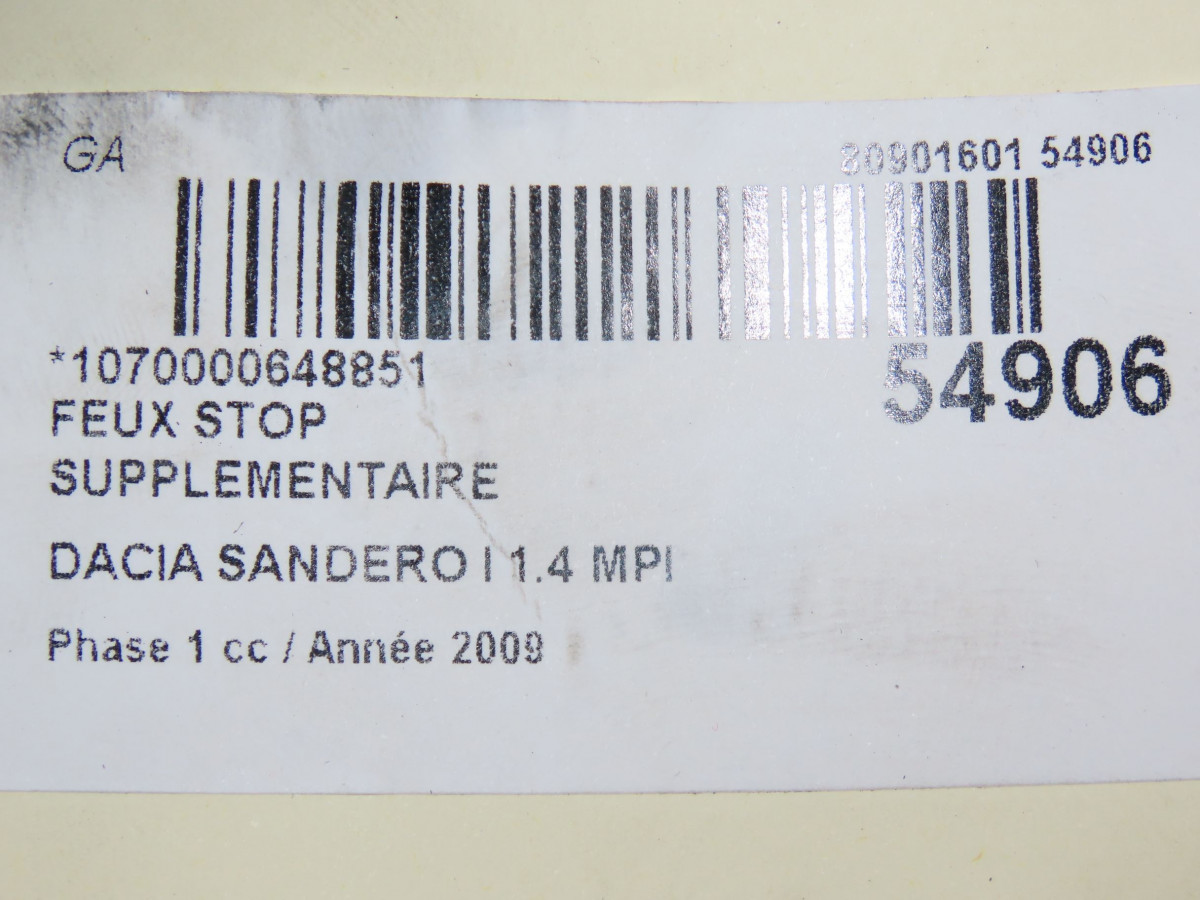 GA
80901601 54906
*1070000648851
54906
FEUX STOP
SUPPLEMENTAIRE
DACIA SANDERO I 1.4 MPI
Phase 1 cc / Année 2009